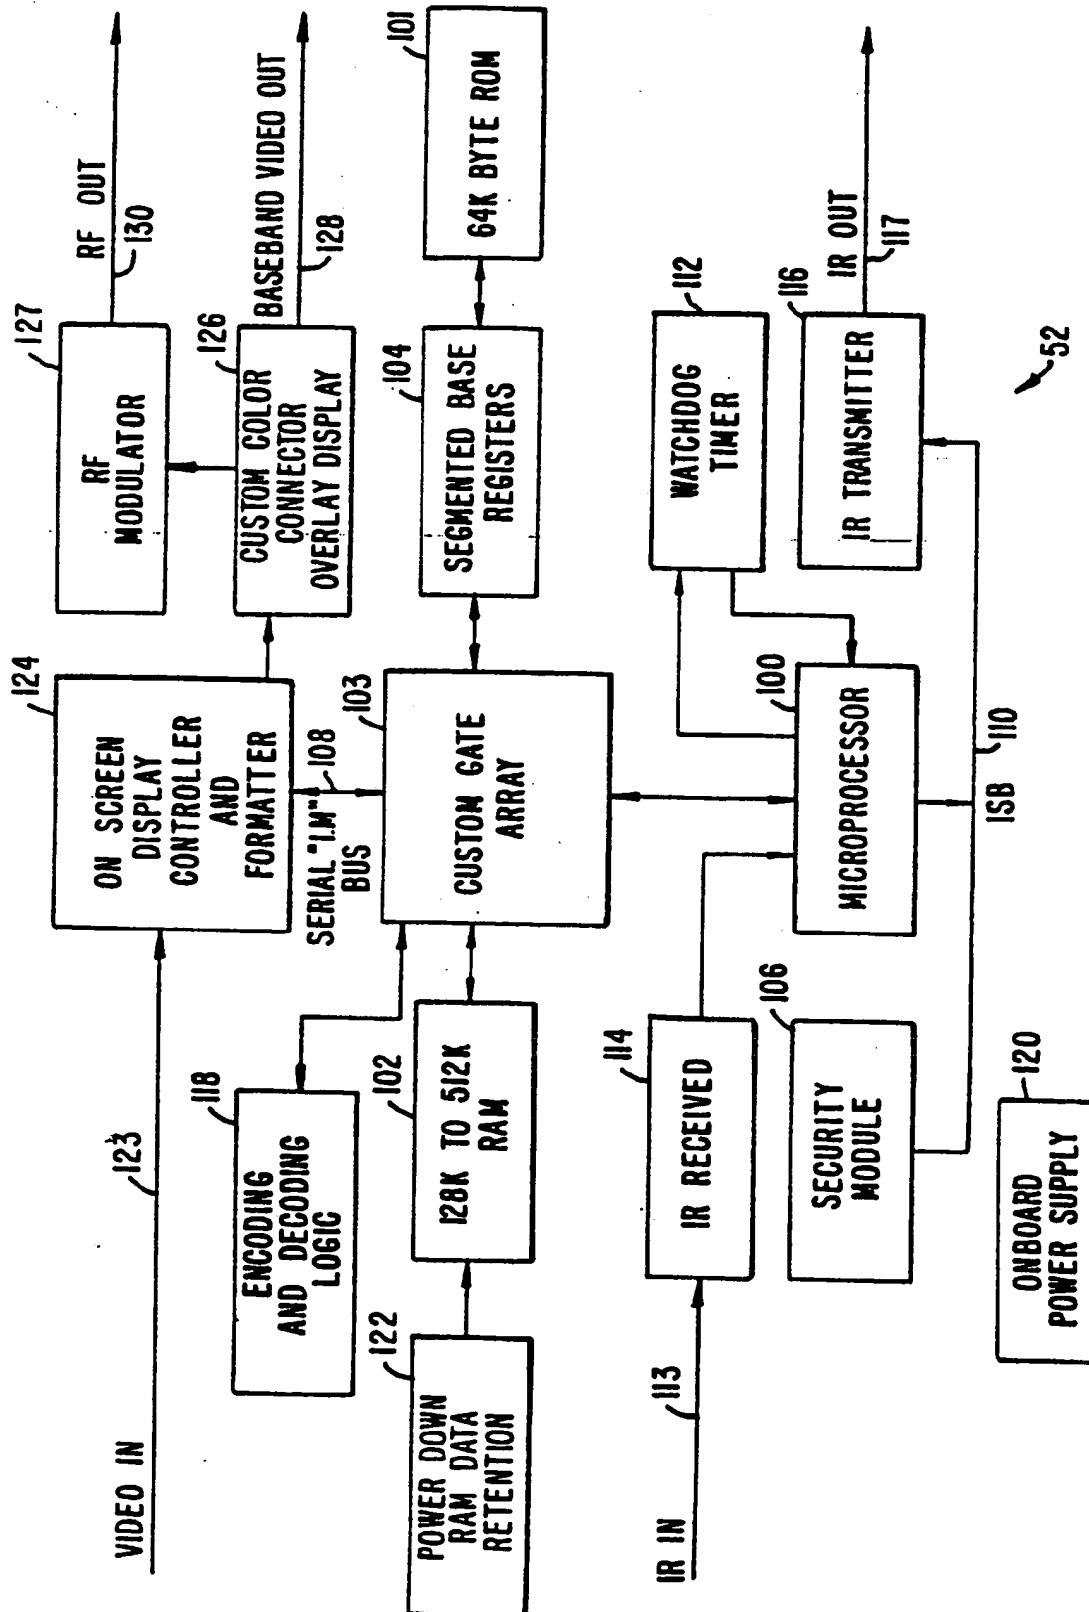 VIDEO IN
123
ON SCREEN
DISPLAY
CONTROLLER
AND
FORMATTER
124
RF
MODULATOR
127
RF OUT
130
CUSTOM COLOR
CONNECTOR
OVERLAY DISPLAY
126
BASEBAND VIDEO OUT
128
ENCODING
AND DECODING
LOGIC
118
SERIAL "I.M"
BUS
108
POWER DOWN
RAM DATA
RETENTION
122
128K TO 512K
RAM
102
CUSTOM GATE
ARRAY
103
SEGMENTED BASE
REGISTERS
104
64K BYTE ROM
101
IR IN
113
IR RECEIVED
114
WATCHDOG
TIMER
112
SECURITY
MODULE
106
MICROPROCESSOR
100
IR TRANSMITTER
116
IR OUT
117
ISB
110
ONBOARD
POWER SUPPLY
120
52